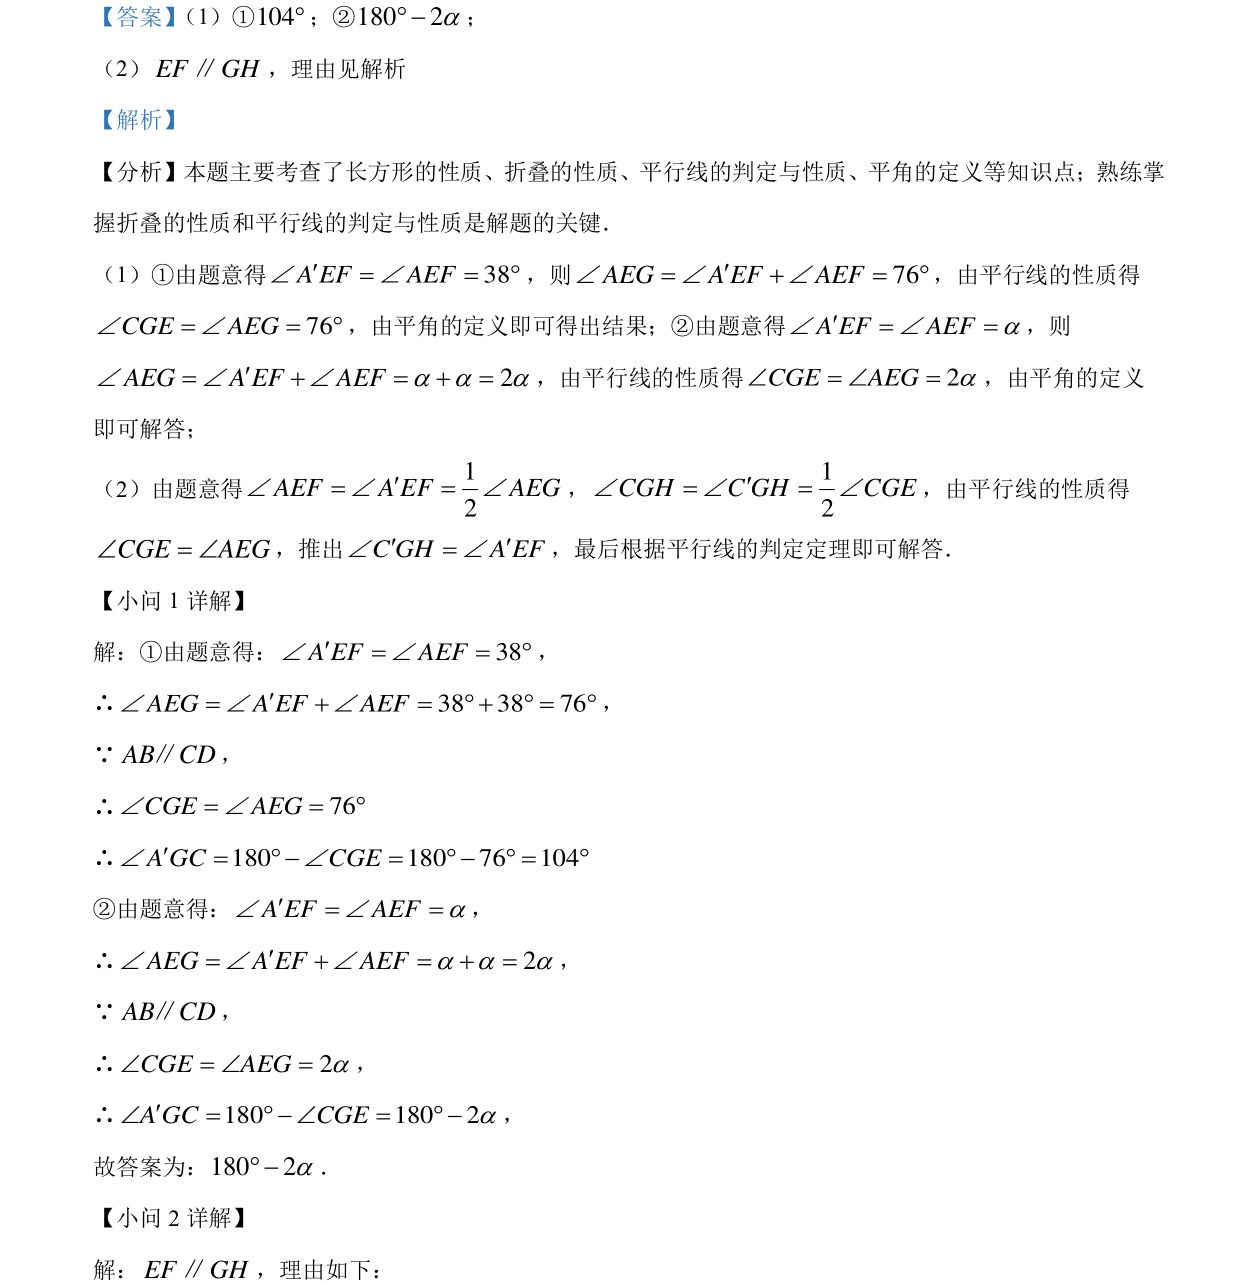 【答案】（1）①104°；②180°－2α；
（2）EF∥GH，理由见解析
【解析】
【分析】本题主要考查了长方形的性质、折叠的性质、平行线的判定与性质、平角的定义等知识点；熟练掌
握折叠的性质和平行线的判定与性质是解题的关键．
（1）①由题意得∠A′EF＝∠AEF＝38°，则∠AEG＝∠A′EF＋∠AEF＝76°，由平行线的性质得
∠CGE＝∠AEG＝76°，由平角的定义即可得出结果；②由题意得∠A′EF＝∠AEF＝α，则
∠AEG＝∠A′EF＋∠AEF＝α＋α＝2α，由平行线的性质得∠CGE＝∠AEG＝2α，由平角的定义
即可解答；
（2）由题意得∠AEF＝∠A′EF＝1/2∠AEG，∠CGH＝∠C′GH＝1/2∠CGE，由平行线的性质得
∠CGE＝∠AEG，推出∠C′GH＝∠A′EF，最后根据平行线的判定定理即可解答．
【小问 1 详解】
解：①由题意得：∠A′EF＝∠AEF＝38°，
∴∠AEG＝∠A′EF＋∠AEF＝38°＋38°＝76°，
∵AB∥CD，
∴∠CGE＝∠AEG＝76°
∴∠A′GC＝180°－∠CGE＝180°－76°＝104°
②由题意得：∠A′EF＝∠AEF＝α，
∴∠AEG＝∠A′EF＋∠AEF＝α＋α＝2α，
∵AB∥CD，
∴∠CGE＝∠AEG＝2α，
∴∠A′GC＝180°－∠CGE＝180°－2α，
故答案为：180°－2α．
【小问 2 详解】
解：EF∥GH，理由如下：